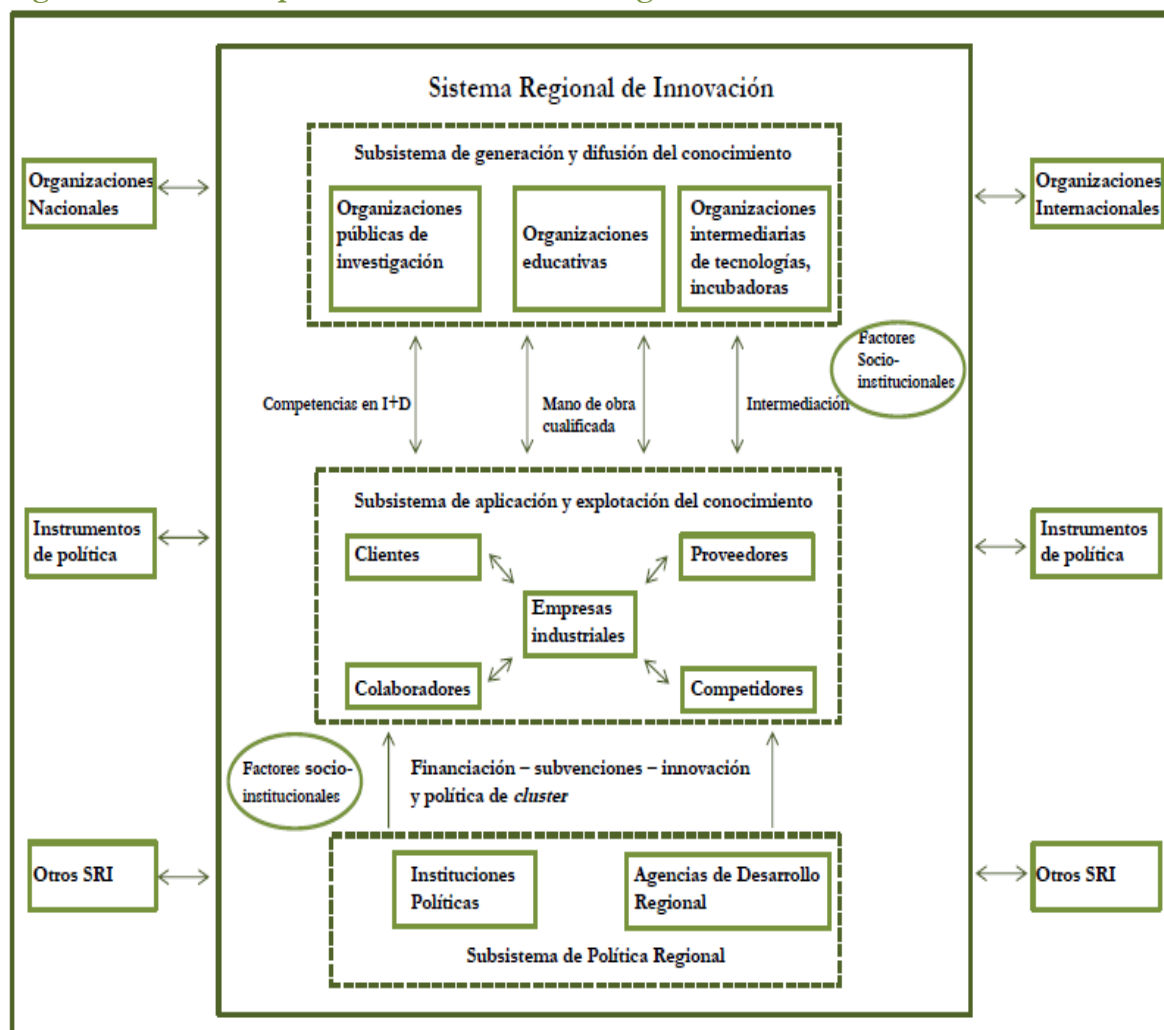 Sistema Regional de Innovación
Subsistema de generación y difusión del conocimiento
Organizaciones
Nacionales
Organizaciones
públicas de
investigación
Organizaciones
educativas
Organizaciones
intermediarias
de tecnologías,
incubadoras
Organizaciones
Internacionales
Factores
Socio-
institucionales
Competencias en I+D
Mano de obra
cualificada
Intermediación
Subsistema de aplicación y explotación del conocimiento
Instrumentos
de política
Clientes
Proveedores
Empresas
industriales
Colaboradores
Competidores
Instrumentos
de política
Factores socio-
institucionales
Financiación – subvenciones – innovación
y política de cluster
Otros SRI
Instituciones
Políticas
Agencias de Desarrollo
Regional
Otros SRI
Subsistema de Política Regional